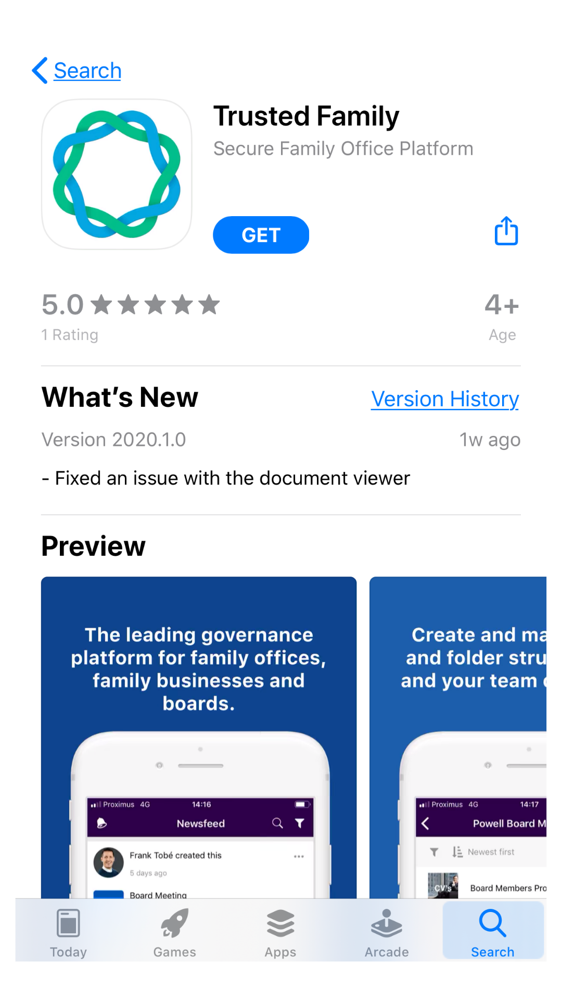 Search
Trusted Family
Secure Family Office Platform
GET
5.0
4+
1 Rating
Age
What's New
Version History
Version 2020.1.0
1w ago
- Fixed an issue with the document viewer
Preview
The leading governance
platform for family offices,
family businesses and
boards.
Proximus 4G
14:16
Newsfeed
Frank Tobé created this
5 days ago
Board Meeting
Create and ma
and folder stru
and your team
Proximus 4G
14:17
Powell Board M
Newest first
CV's
Board Members Pro
Today
Games
Apps
Arcade
Search